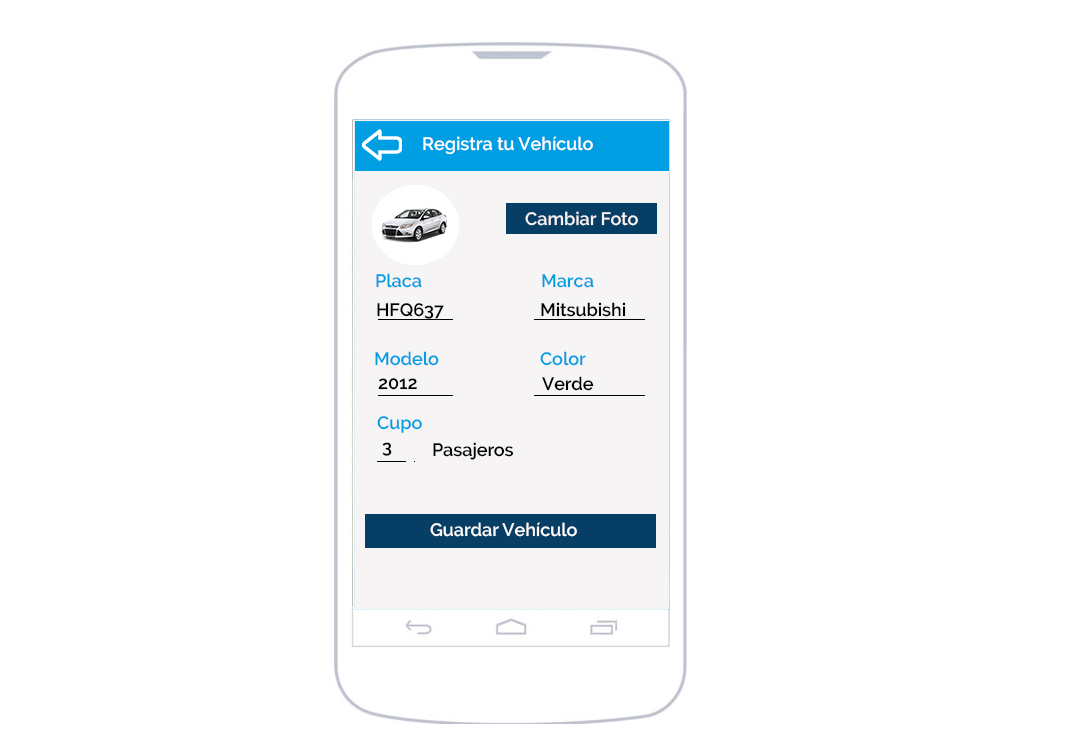 Registra tu Vehículo
Cambiar Foto
Placa Marca
HFQ637 Mitsubishi
Modelo Color
2012 Verde
Cupo
3 Pasajeros
Guardar Vehículo